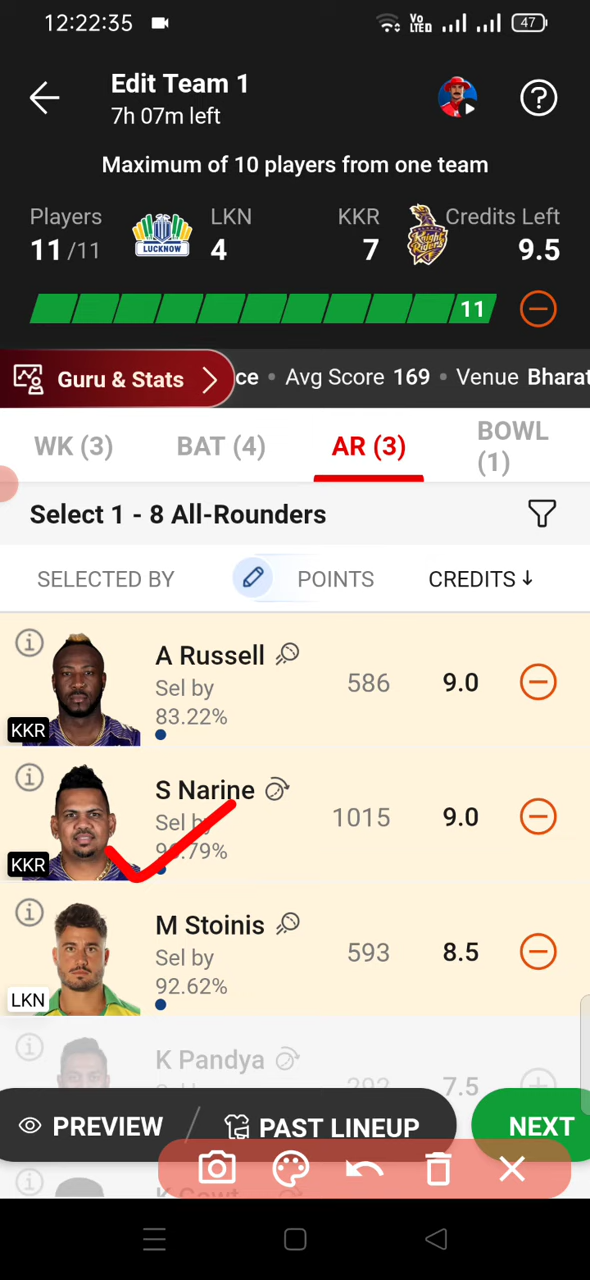 12:22:35
Vo LTED
47
Edit Team 1
7h 07m left
Maximum of 10 players from one team
Players
11 /11
LUCKNOW
LKN
4
KKR
7
Knight Riders
Credits Left
9.5
11
Guru & Stats
ce • Avg Score 169 • Venue Bharat
WK (3)
BAT (4)
AR (3)
BOWL
(1)
Select 1 - 8 All-Rounders
SELECTED BY
POINTS
CREDITS ↓
A Russell
Sel by
83.22%
586
9.0
KKR
S Narine
Sel by
1015
9.0
KKR
M Stoinis
Sel by
92.62%
593
8.5
LKN
K Pandya
7.5
PREVIEW
PAST LINEUP
NEXT